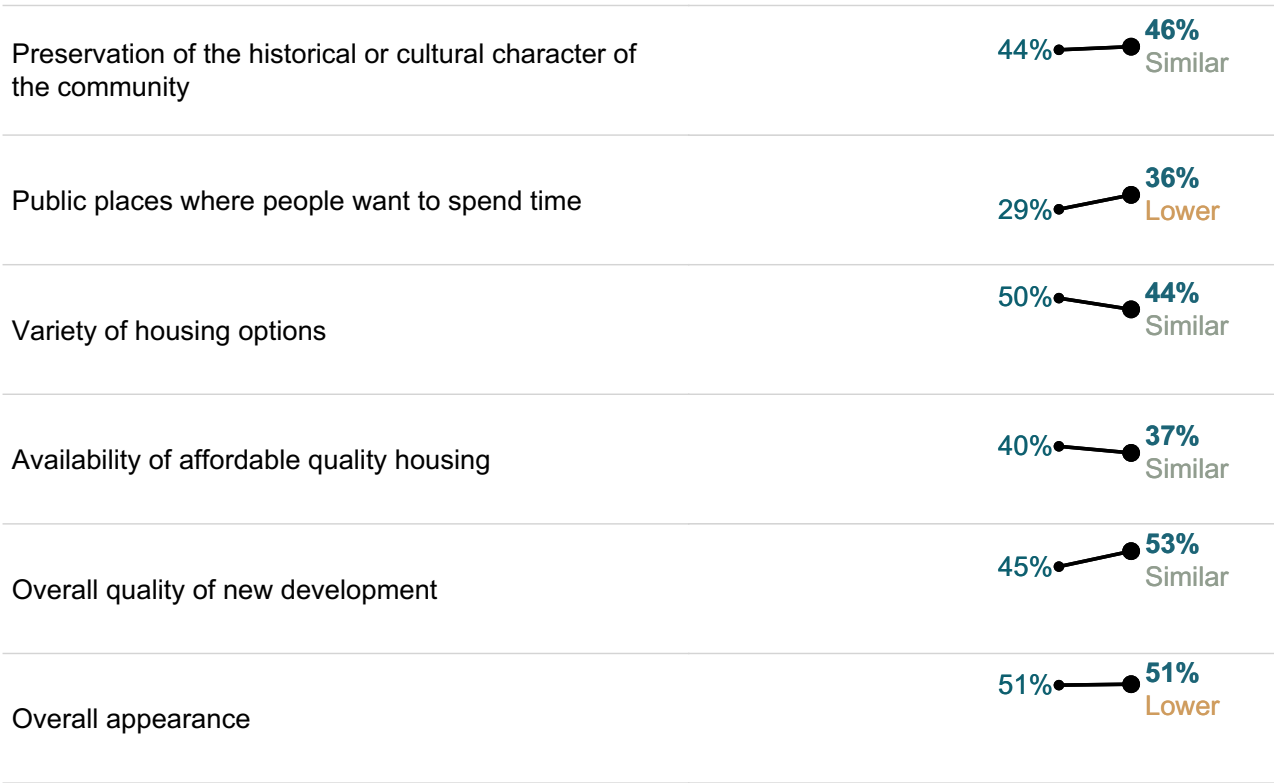 Preservation of the historical or cultural character of
the community
44%
46%
Similar
Public places where people want to spend time
29%
36%
Lower
Variety of housing options
50%
44%
Similar
Availability of affordable quality housing
40%
37%
Similar
Overall quality of new development
45%
53%
Similar
Overall appearance
51%
51%
Lower